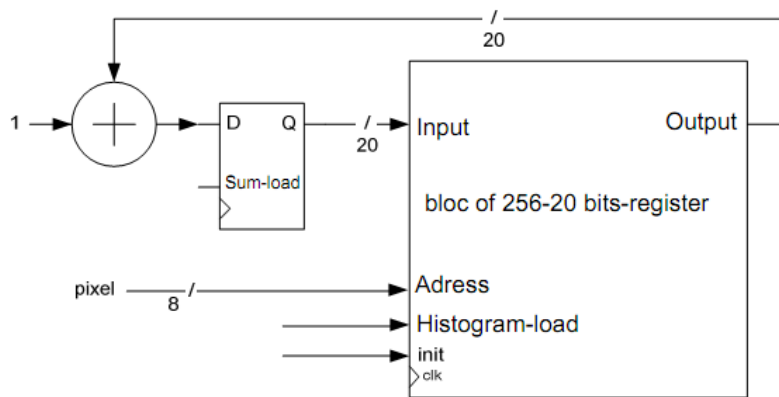 /
20
1
D Q
/
20
Sum-load
Input
Output
bloc of 256-20 bits-register
pixel
/
8
Adress
Histogram-load
init
clk